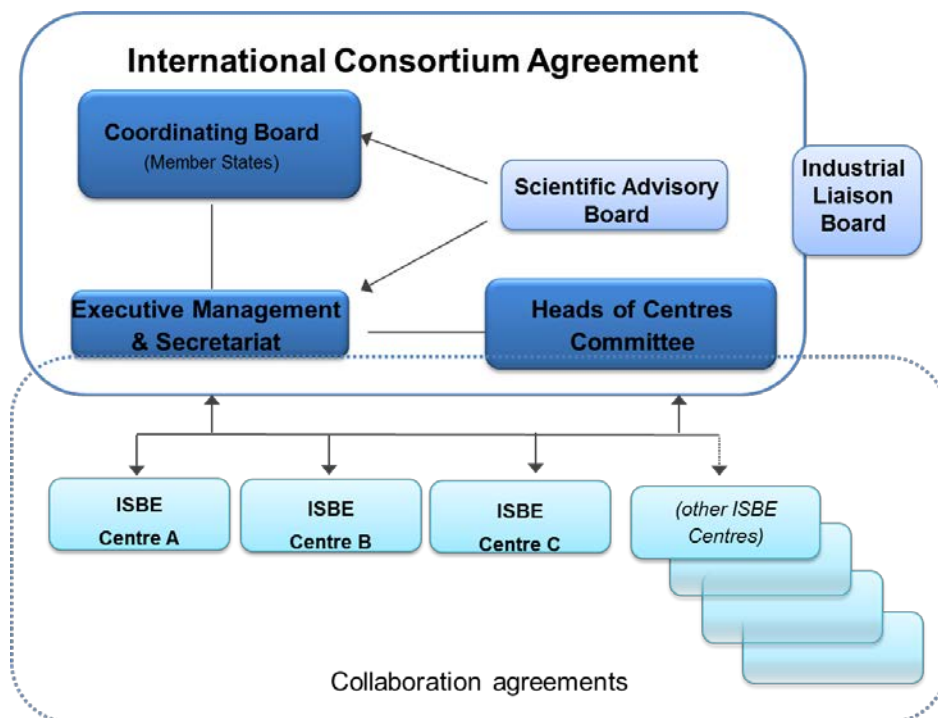 International Consortium Agreement
Coordinating Board
(Member States)
Scientific Advisory
Board
Industrial
Liaison
Board
Executive Management
& Secretariat
Heads of Centres
Committee
ISBE
Centre A
ISBE
Centre B
ISBE
Centre C
(other ISBE
Centres)
Collaboration agreements